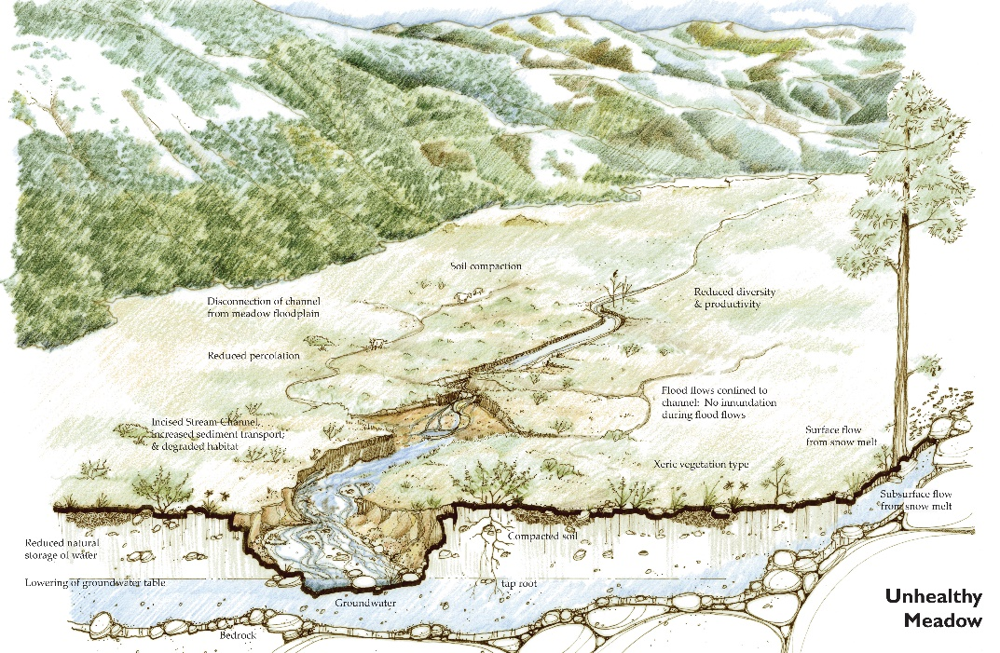 Soil compaction
Disconnection of channel
from meadow floodplain
Reduced diversity
& productivity
Reduced percolation
Flood flows confined to
channel: No innundation
during flood flows
Incised Stream Channel,
increased sediment transport;
& degraded habitat
Surface flow
from snow melt
Xeric vegetation type
Subsurface flow
from snow melt
Reduced natural
storage of water
Compacted soil
Lowering of groundwater table
tap root
Groundwater
Bedrock
Unhealthy
Meadow